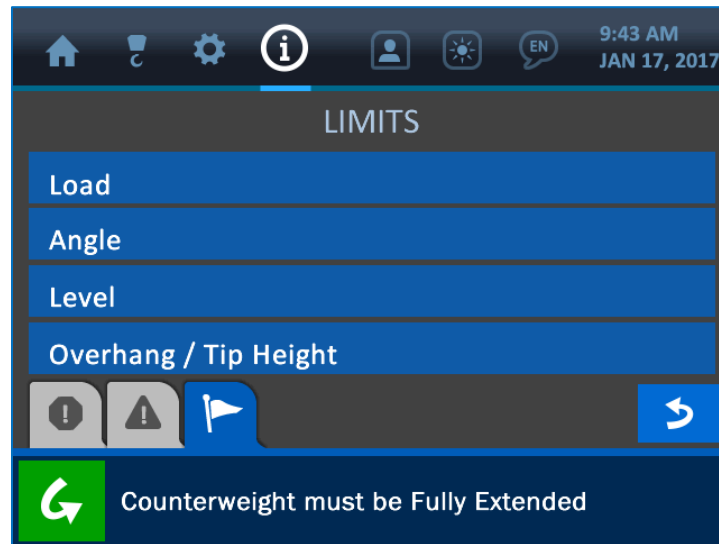 EN
9:43 AM
JAN 17, 2017
LIMITS
Load
Angle
Level
Overhang / Tip Height
Counterweight must be Fully Extended